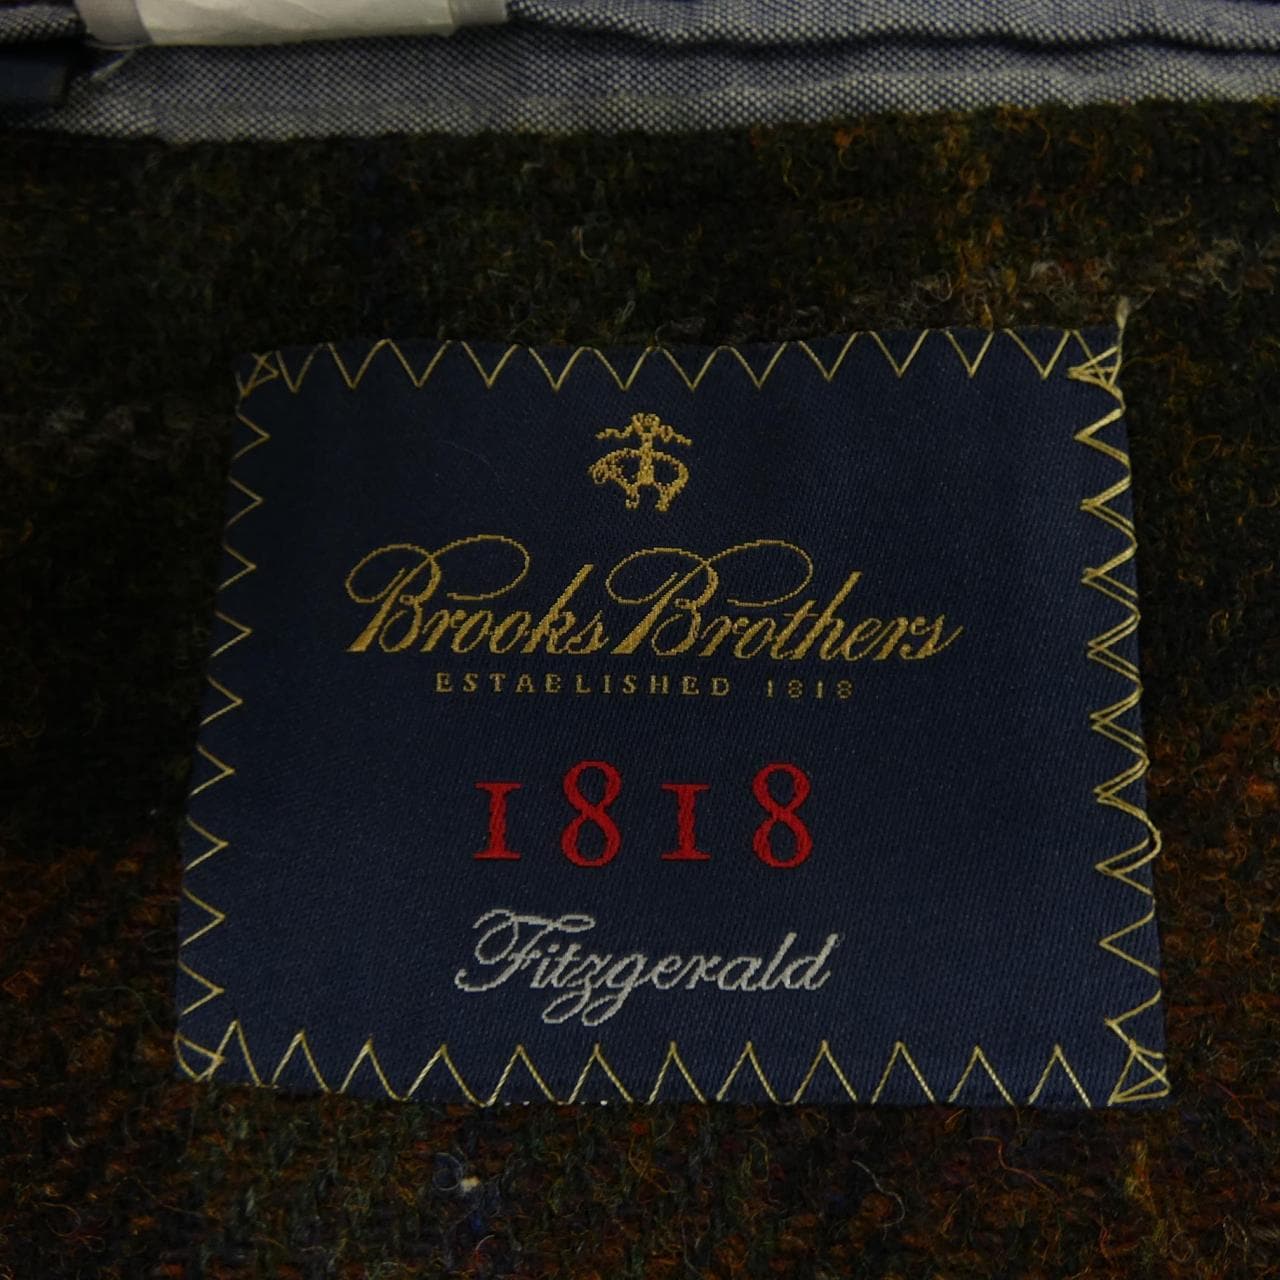 Brooks Brothers
ESTABLISHED 1818
1818
Fitzgerald